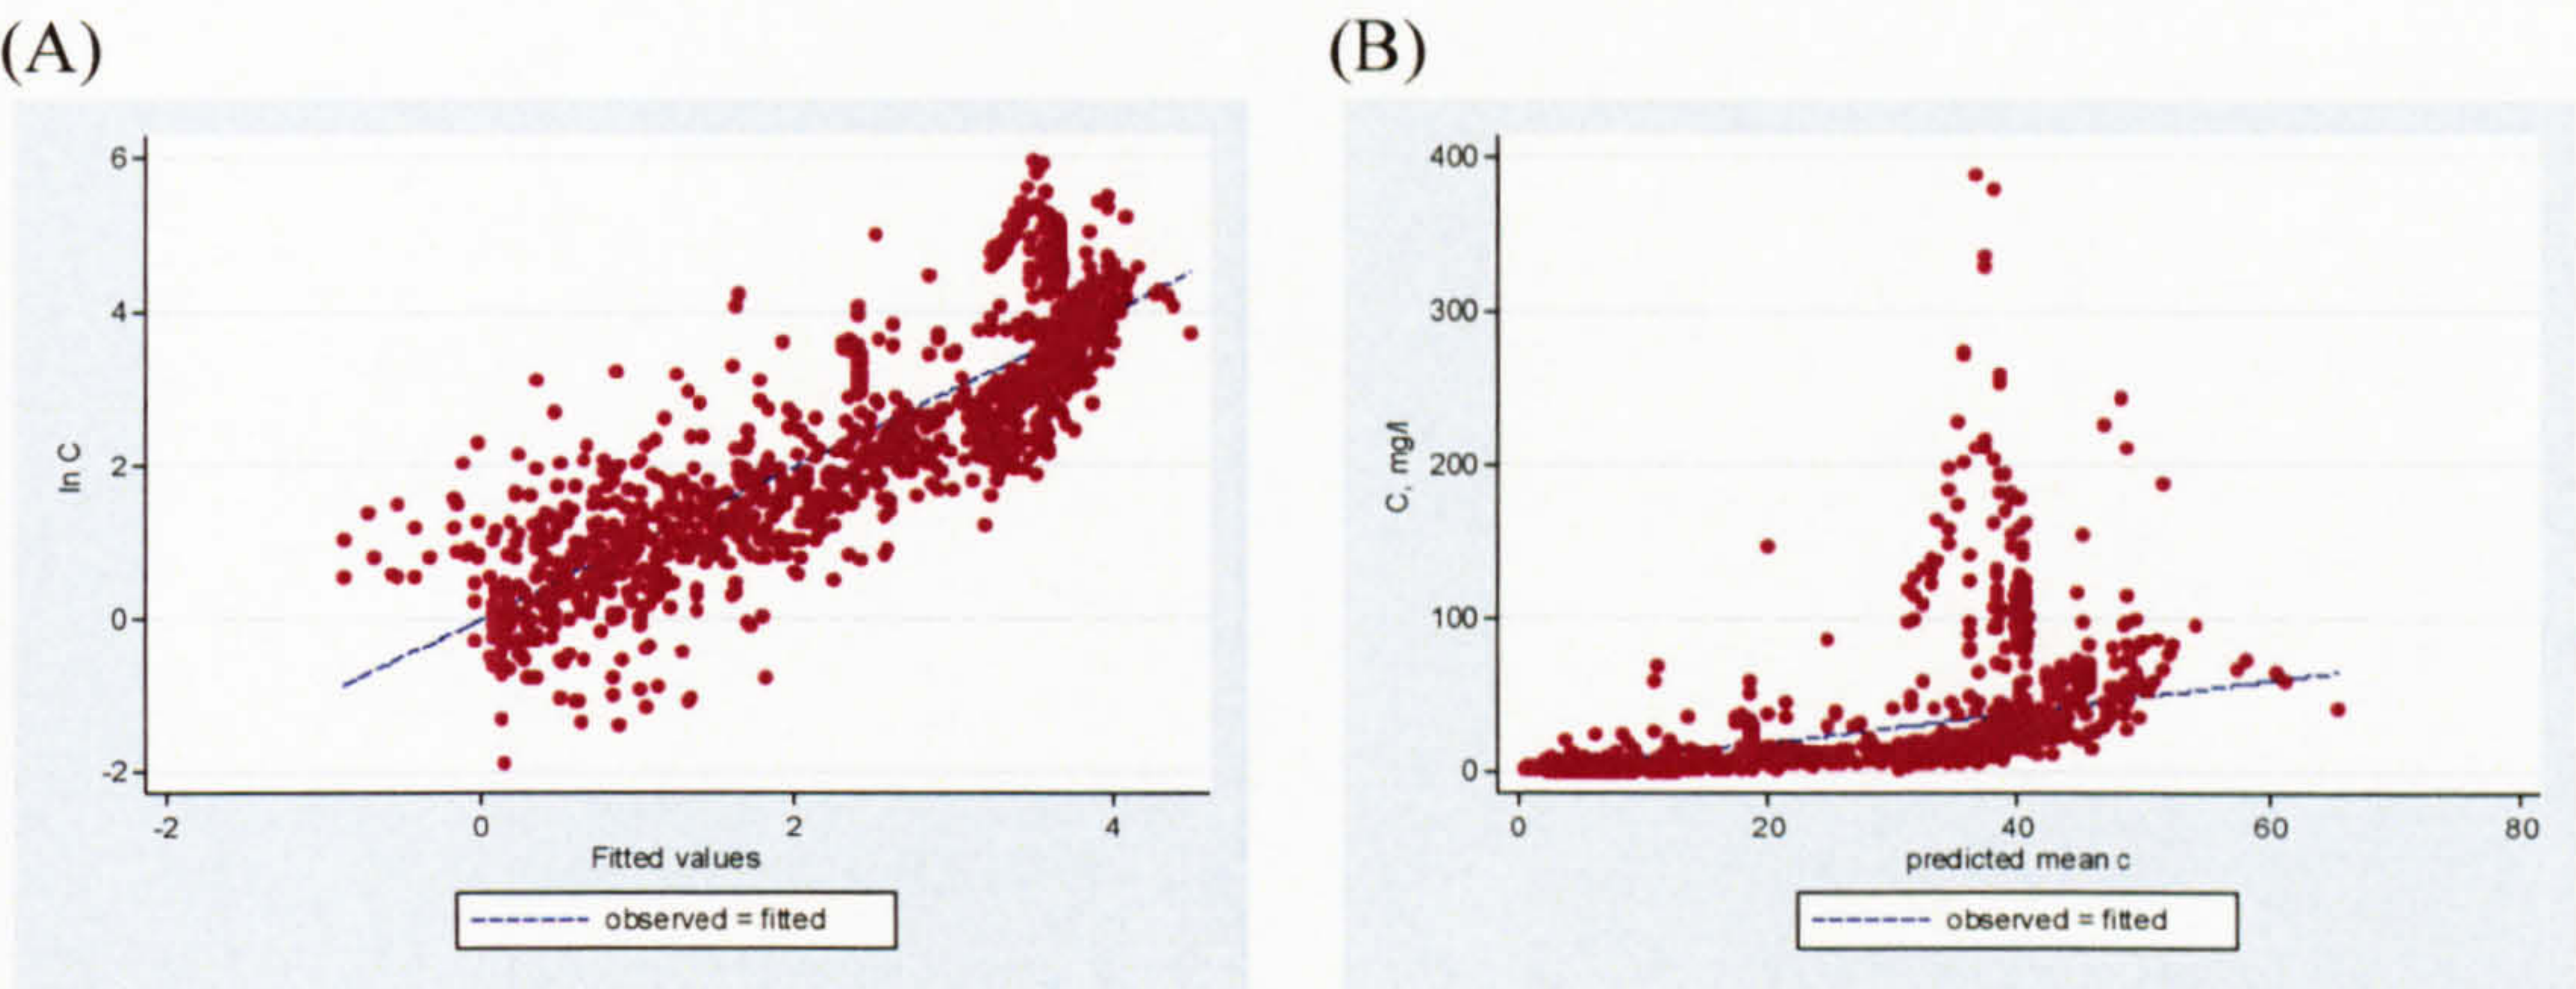 (A)
(B)
6
4
2
0
-2
ln C
-2
0
2
4
Fitted values
observed = fitted
400
300
200
100
0
C, mg/l
0
20
40
60
80
predicted mean c
observed = fitted